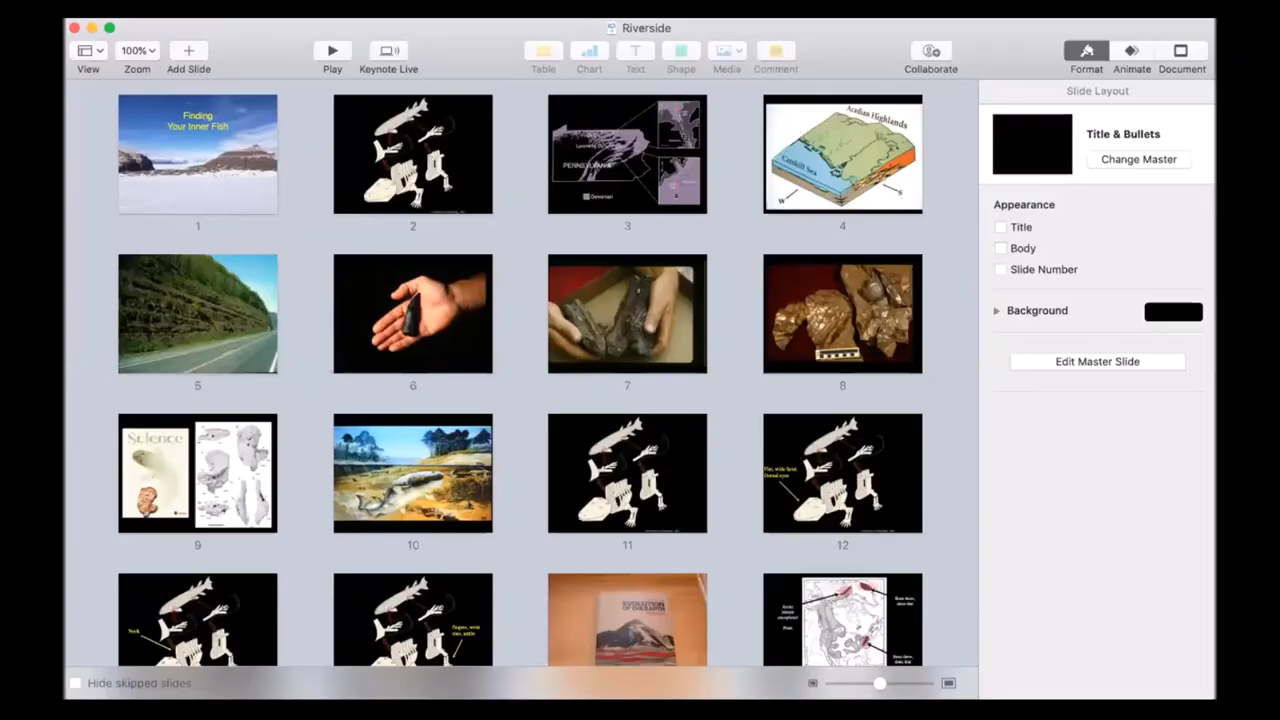 Riverside
100%
View
Zoom
Add Slide
Play
Keynote Live
Table
Chart
Text
Shape
Media
Comment
Collaborate
Format
Animate
Document
Slide Layout
Title & Bullets
Change Master
Appearance
Title
Body
Slide Number
Background
Edit Master Slide
Finding
Your Inner Fish
1
2
PENNSYLVANIA
Devonian
3
Acadian Highlands
Catskill Sea
W
S
4
5
6
7
8
Science
9
10
11
Flat, wide head
Dorsal eyes
12
Neck
Fingers, wrist
EVOLUTION
OF THE EARTH
Hide skipped slides